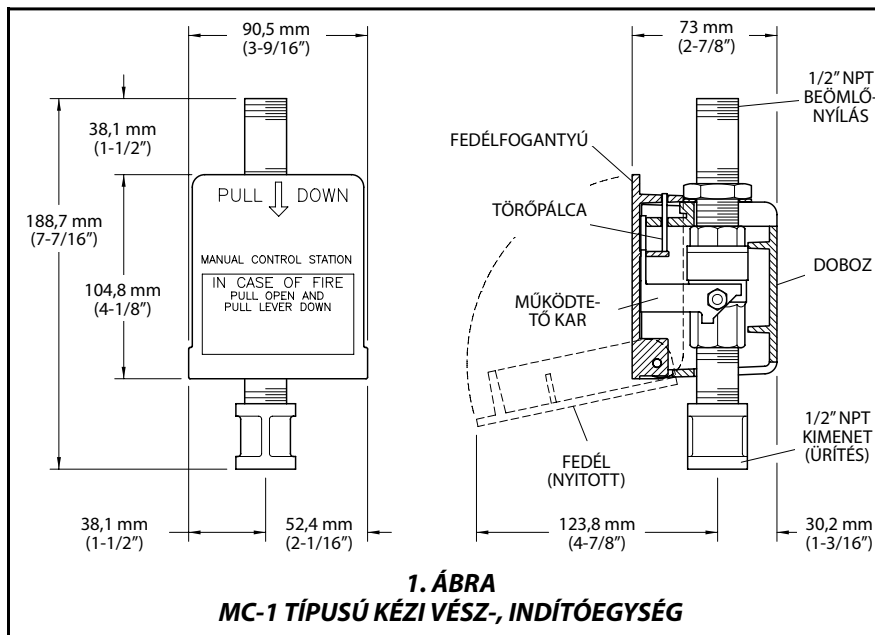 90,5 mm
(3-9/16”)
73 mm
(2-7/8”)
1/2” NPT
BEÖMLŐ-
NYÍLÁS
38,1 mm
(1-1/2”)
FEDÉLFOGANTYÚ
PULL DOWN
188,7 mm
(7-7/16”)
TÖRŐPÁLCA
MANUAL CONTROL STATION
DOBOZ
IN CASE OF FIRE
PULL OPEN AND
PULL LEVER DOWN
104,8 mm
(4-1/8”)
MŰKÖDTE-
TŐ KAR
1/2” NPT
KIMENET
(ÜRÍTÉS)
FEDÉL
(NYITOTT)
38,1 mm
(1-1/2”)
52,4 mm
(2-1/16”)
123,8 mm
(4-7/8”)
30,2 mm
(1-3/16”)
1. ÁBRA
MC-1 TÍPUSÚ KÉZI VÉSZ-, INDÍTÓEGYSÉG